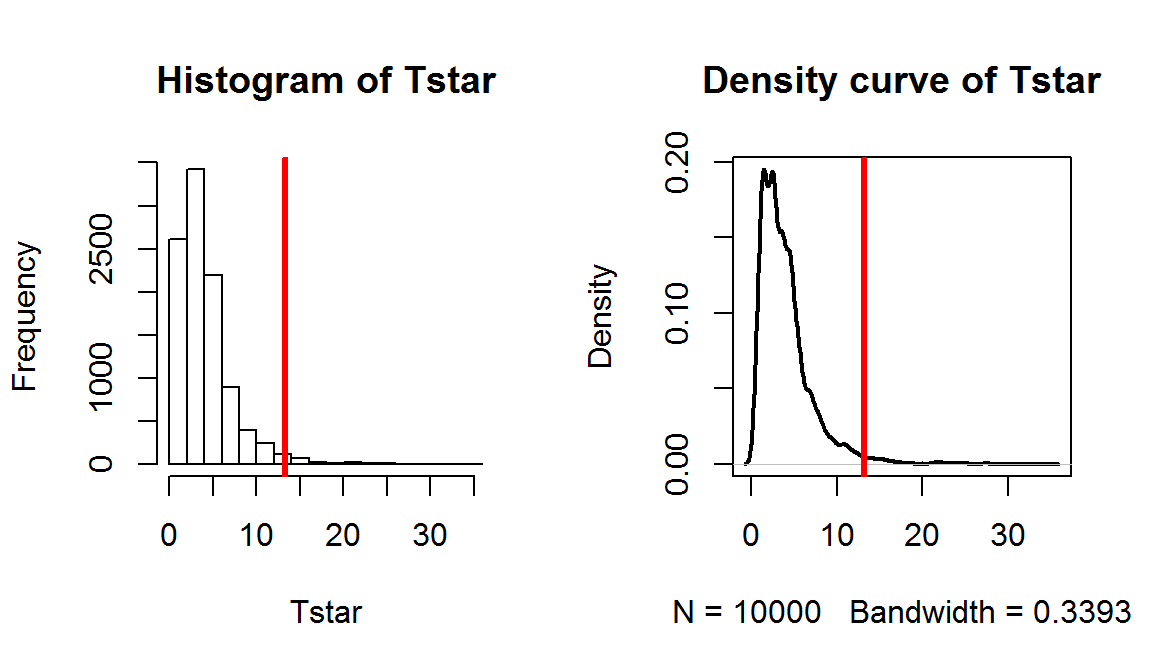 Histogram of Tstar
Frequency
0 1000 2500
0 10 20 30
Tstar
Density curve of Tstar
Density
0.00 0.10 0.20
0 10 20 30
N = 10000 Bandwidth = 0.3393